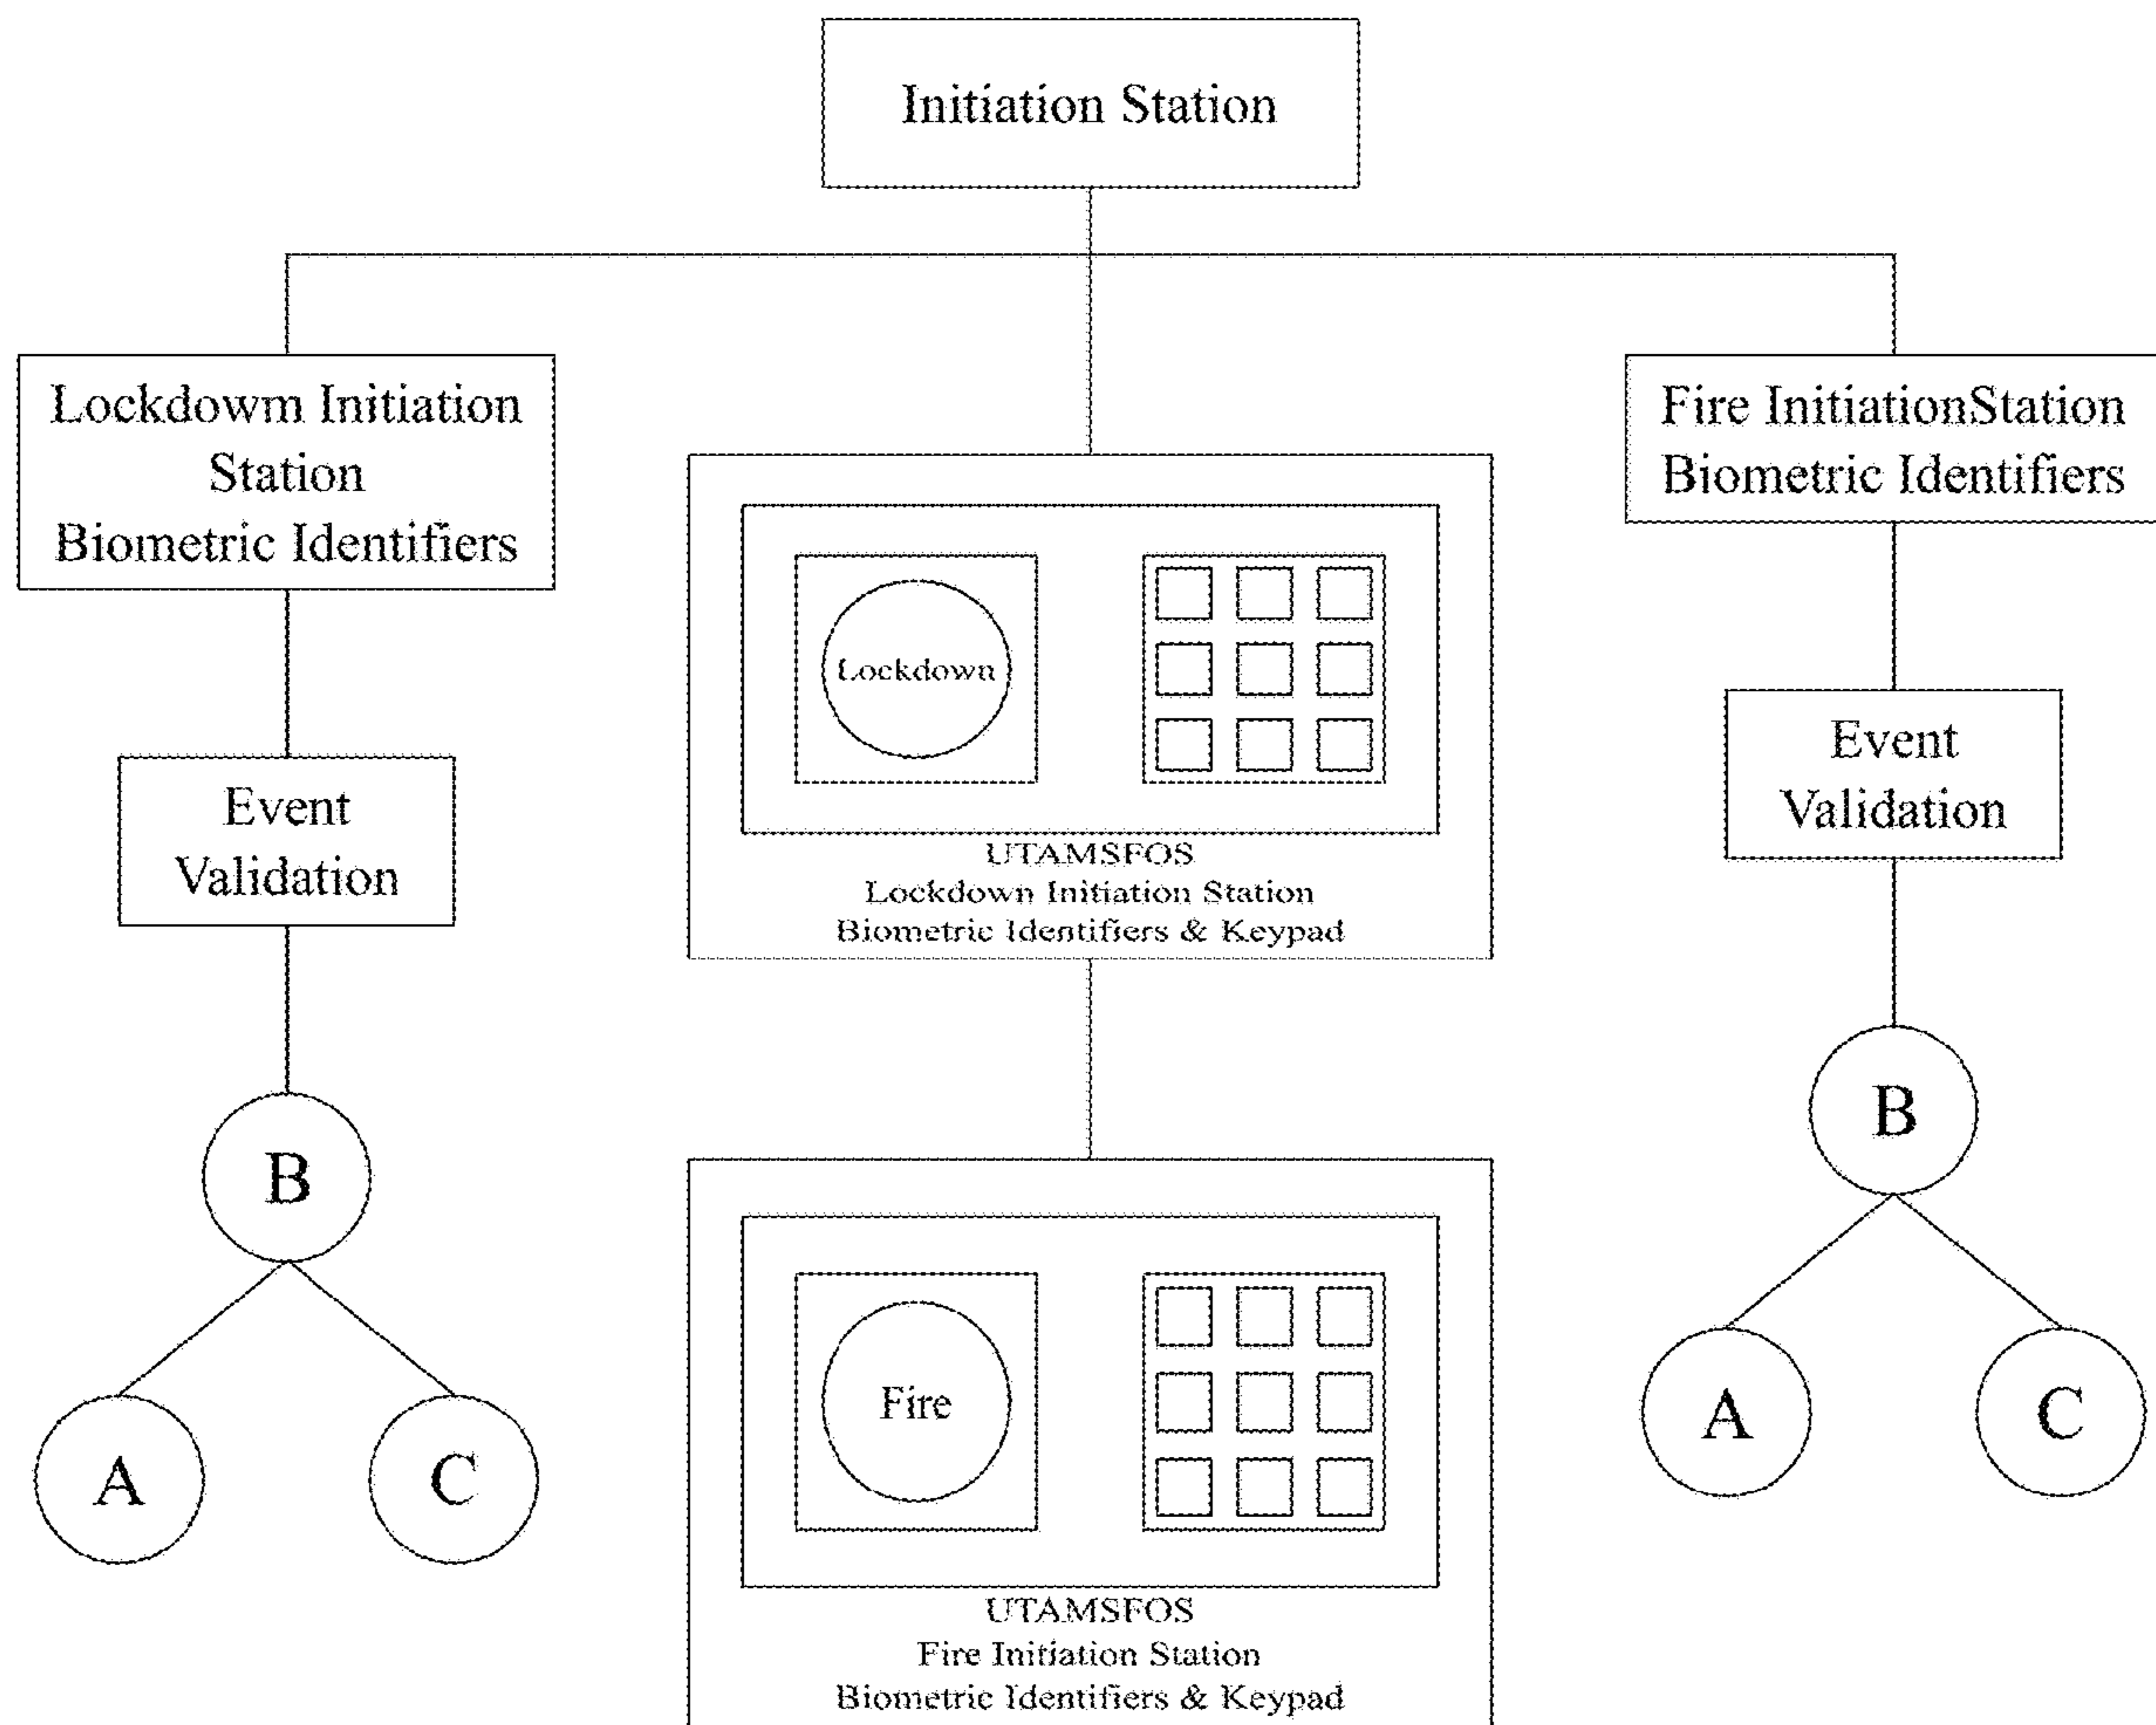 Initiation Station
Lockdowm Initiation
Station
Biometric Identifiers
Event
Validation
B
A
C
Lockdown
UTAMSFOS
Lockdown Initiation Station
Biometric Identifiers & Keypad
Fire
UTAMSFOS
Fire Initiation Station
Biometric Identifiers & Keypad
Fire InitiationStation
Biometric Identifiers
Event
Validation
B
A
C